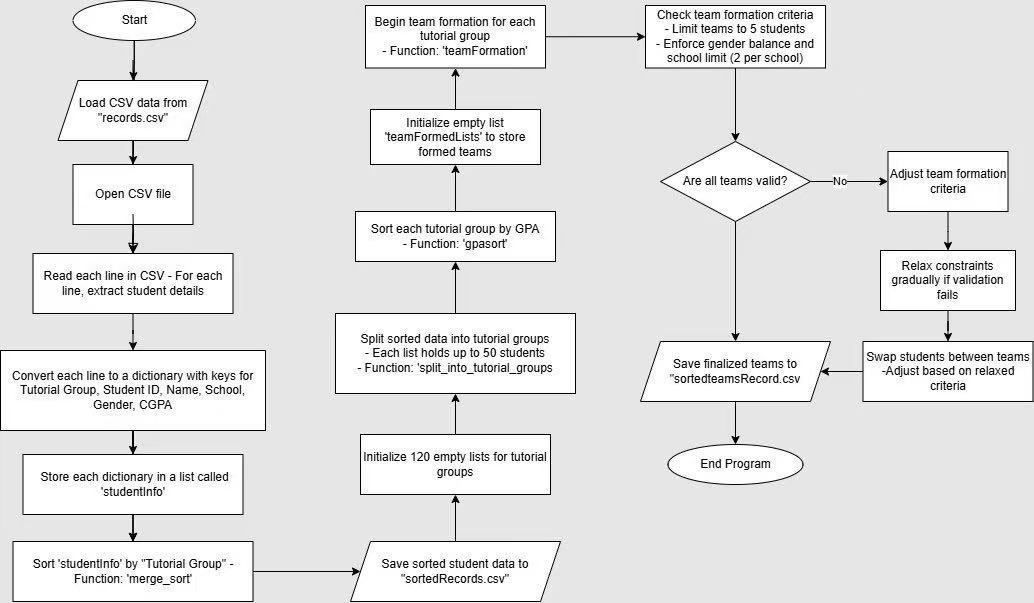 Start
Load CSV data from
"records.csv"
Open CSV file
Read each line in CSV - For each
line, extract student details
Convert each line to a dictionary with keys for
Tutorial Group, Student ID, Name, School,
Gender, CGPA
Store each dictionary in a list called
'studentInfo'
Sort 'studentInfo' by "Tutorial Group" -
Function: 'merge_sort'
Save sorted student data to
"sortedRecords.csv"
Initialize 120 empty lists for tutorial
groups
Split sorted data into tutorial groups
- Each list holds up to 50 students
- Function: 'split_into_tutorial_groups
Sort each tutorial group by GPA
- Function: 'gpasort'
Initialize empty list
'teamFormedLists' to store
formed teams
Begin team formation for each
tutorial group
- Function: 'teamFormation'
Check team formation criteria
- Limit teams to 5 students
- Enforce gender balance and
school limit (2 per school)
Are all teams valid?
No
Adjust team formation
criteria
Relax constraints
gradually if validation
fails
Swap students between teams
-Adjust based on relaxed
criteria
Save finalized teams to
"sortedteamsRecord.csv
End Program